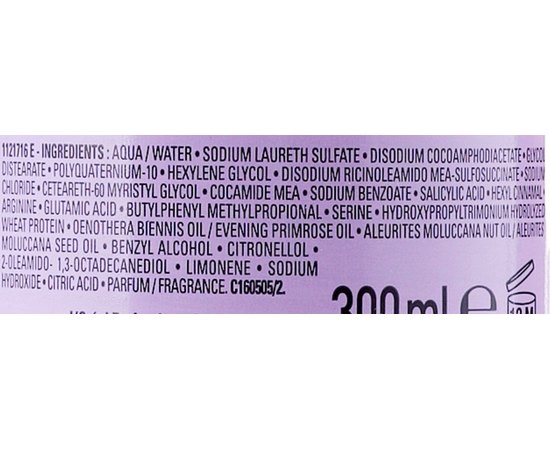 1121716 E - INGREDIENTS : AQUA / WATER • SODIUM LAURETH SULFATE • DISODIUM COCOAMPHODIACETATE • GLYCOL
DISTEARATE • POLYQUATERNIUM-10 • HEXYLENE GLYCOL • DISODIUM RICINOLEAMIDO MEA-SULFOSUCCINATE • SODIUM
CHLORIDE • CETEARETH-60 MYRISTYL GLYCOL • COCAMIDE MEA • SODIUM BENZOATE • SALICYLIC ACID • HEXYL CINNAMAL •
ARGININE • GLUTAMIC ACID • BUTYLPHENYL METHYLPROPIONAL • SERINE • HYDROXYPROPYLTRIMONIUM HYDROLYZED
WHEAT PROTEIN • OENOTHERA BIENNIS OIL / EVENING PRIMROSE OIL • ALEURITES MOLUCCANA NUT OIL / ALEURITES
MOLUCCANA SEED OIL • BENZYL ALCOHOL • CITRONELLOL •
2-OLEAMIDO- 1,3-OCTADECANEDIOL • LIMONENE • SODIUM
HYDROXIDE • CITRIC ACID • PARFUM / FRAGRANCE. C160505/2.
300 ml e